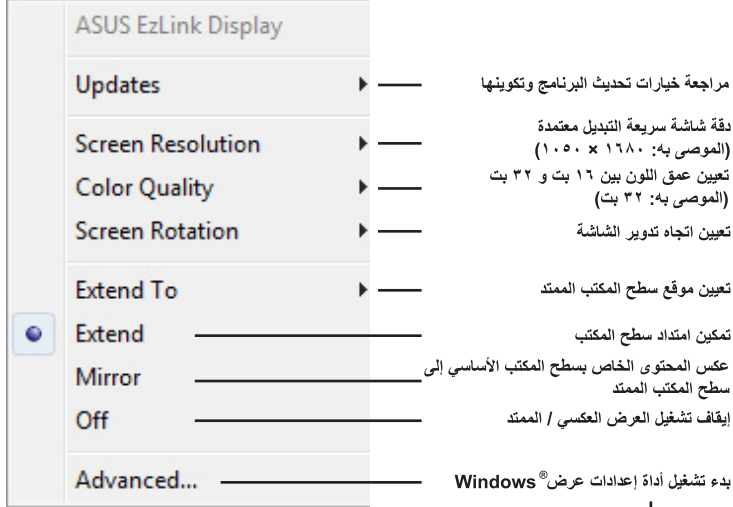 ASUS EzLink Display
Updates
مراجعة خيارات تحديث البرنامج وتكوينها
Screen Resolution
دقة شاشة سريعة التبديل معتمدة
(الموصى به: ١٦٨٠ × ١٠٥٠)
Color Quality
تعيين عمق اللون بين ١٦ بت و ٣٢ بت
(الموصى به: ٣٢ بت)
Screen Rotation
تعيين اتجاه تدوير الشاشة
Extend To
تعيين موقع سطح المكتب الممتد
Extend
تمكين امتداد سطح المكتب
Mirror
عكس المحتوى الخاص بسطح المكتب الأساسي إلى
سطح المكتب الممتد
Off
إيقاف تشغيل العرض العكسي / الممتد
Advanced...
بدء تشغيل أداة إعدادات عرض Windows®